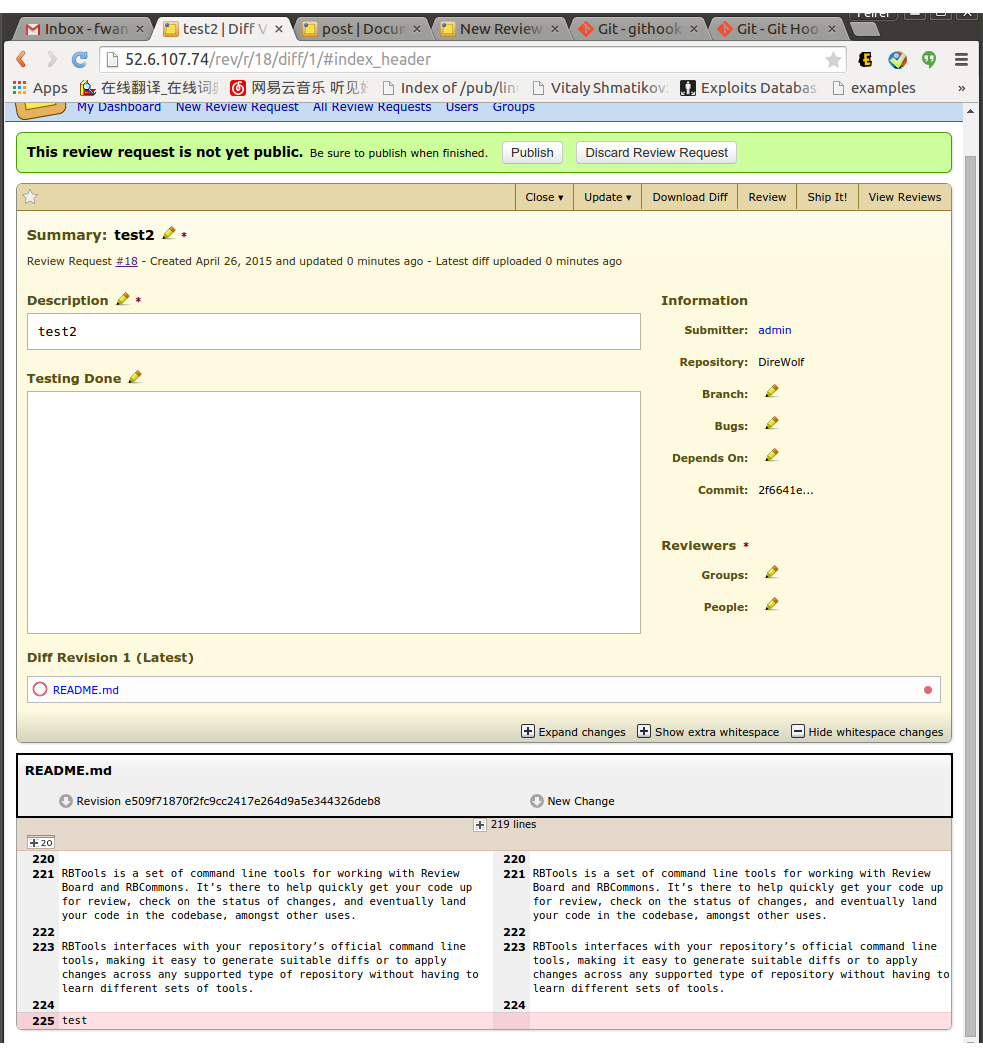 Feifei
Inbox - fwan
test2 | Diff V
post | Docum
New Review
Git - githook
Git - Git Hoo
52.6.107.74/rev/r/18/diff/1/#index_header
Apps 在线翻译_在线词 网易云音乐 听见 Index of /pub/lin Vitaly Shmatikov Exploits Databas examples »
My Dashboard New Review Request All Review Requests Users Groups
This review request is not yet public. Be sure to publish when finished. Publish Discard Review Request
Close ▾ Update ▾ Download Diff Review Ship It! View Reviews
Summary: test2 *
Review Request #18 - Created April 26, 2015 and updated 0 minutes ago - Latest diff uploaded 0 minutes ago
Description *
test2
Testing Done
Information
Submitter: admin
Repository: DireWolf
Branch:
Bugs:
Depends On:
Commit: 2f6641e...
Reviewers *
Groups:
People:
Diff Revision 1 (Latest)
README.md
Expand changes Show extra whitespace Hide whitespace changes
README.md
Revision e509f71870f2fc9cc2417e264d9a5e344326deb8 New Change
+ 219 lines
+ 20
220 220
221 RBTools is a set of command line tools for working with Review
Board and RBCommons. It’s there to help quickly get your code up
for review, check on the status of changes, and eventually land
your code in the codebase, amongst other uses.
221 RBTools is a set of command line tools for working with Review
Board and RBCommons. It’s there to help quickly get your code up
for review, check on the status of changes, and eventually land
your code in the codebase, amongst other uses.
222 222
223 RBTools interfaces with your repository’s official command line
tools, making it easy to generate suitable diffs or to apply
changes across any supported type of repository without having to
learn different sets of tools.
223 RBTools interfaces with your repository’s official command line
tools, making it easy to generate suitable diffs or to apply
changes across any supported type of repository without having to
learn different sets of tools.
224 224
225 test